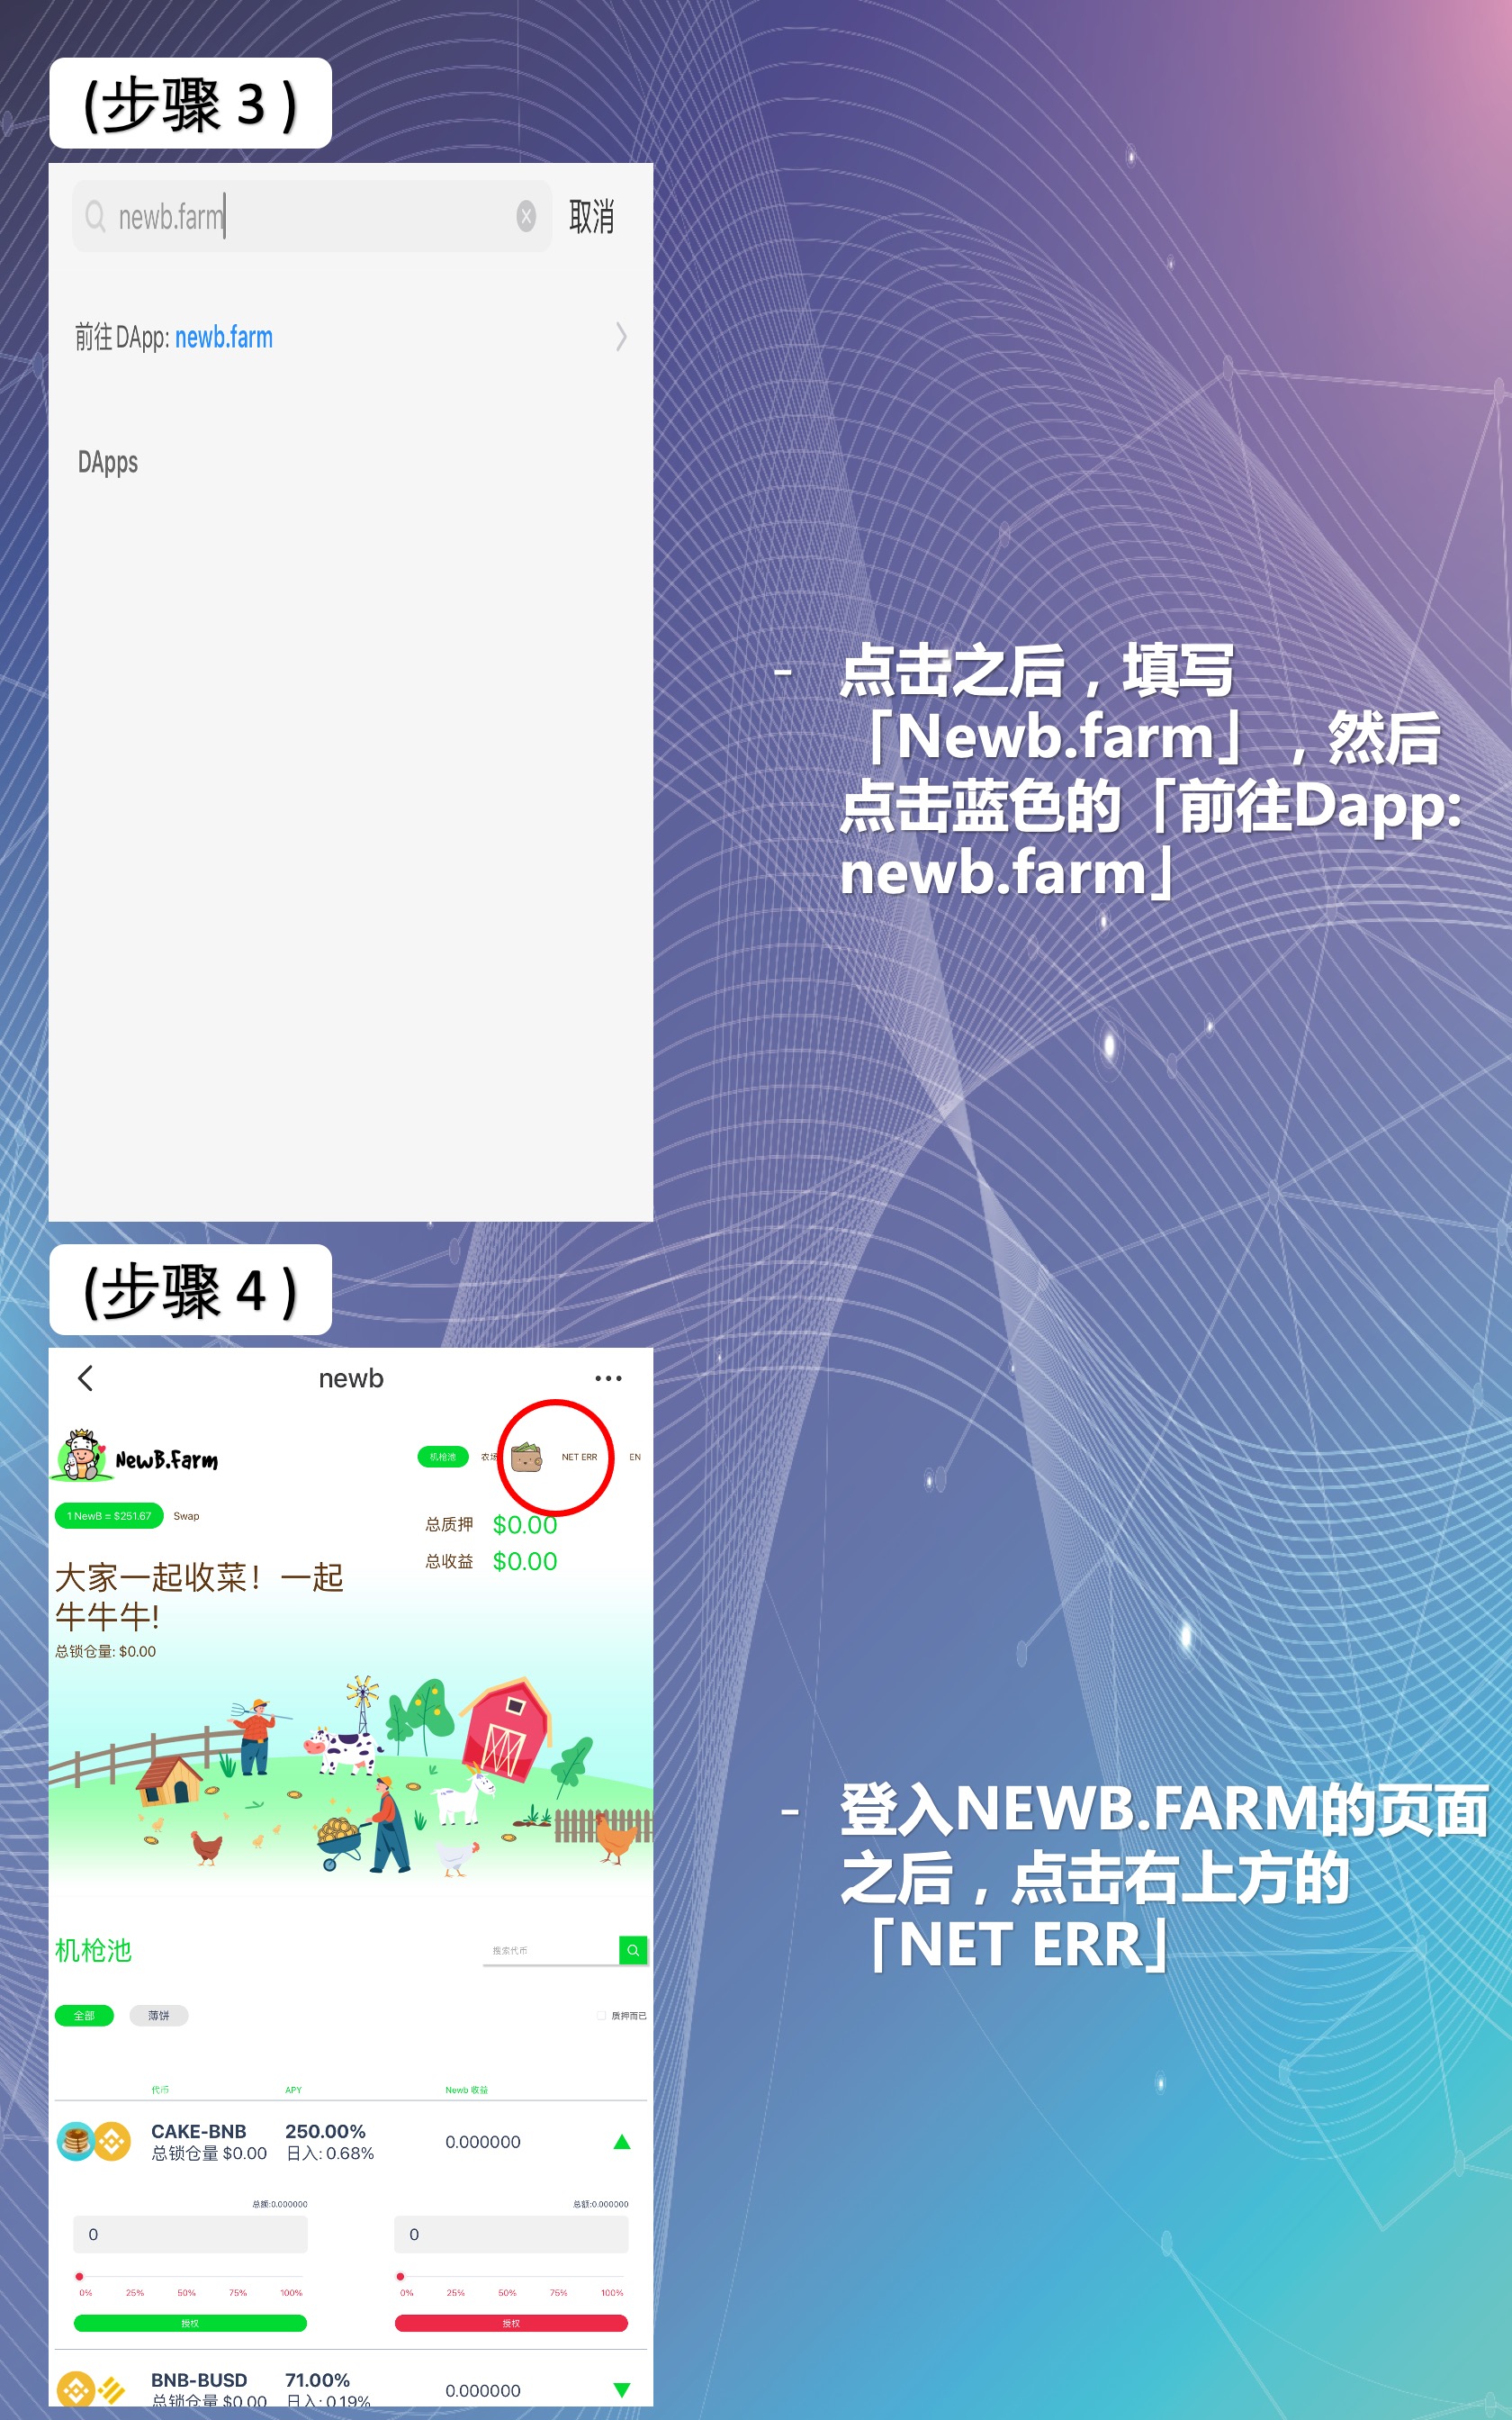 (步骤 3 )
newb.farm
取消
前往 DApp: newb.farm
DApps
- 点击之后，填写
「Newb.farm」，然后
点击蓝色的「前往Dapp:
newb.farm」
(步骤 4 )
newb
NewB.Farm
机枪池
农场
NET ERR
EN
1 NewB = $251.67
Swap
总质押 $0.00
总收益 $0.00
大家一起收菜！一起
牛牛牛!
总锁仓量: $0.00
- 登入NEWB.FARM的页面
之后，点击右上方的
「NET ERR」
机枪池
搜索代币
全部
薄饼
质押而已
代币 APY Newb 收益
CAKE-BNB 250.00% 0.000000
总锁仓量 $0.00 日入: 0.68%
总额:0.000000 总额:0.000000
0 0
0% 25% 50% 75% 100% 0% 25% 50% 75% 100%
授权 授权
BNB-BUSD 71.00% 0.000000
总锁仓量 $0.00 日入: 0.19%